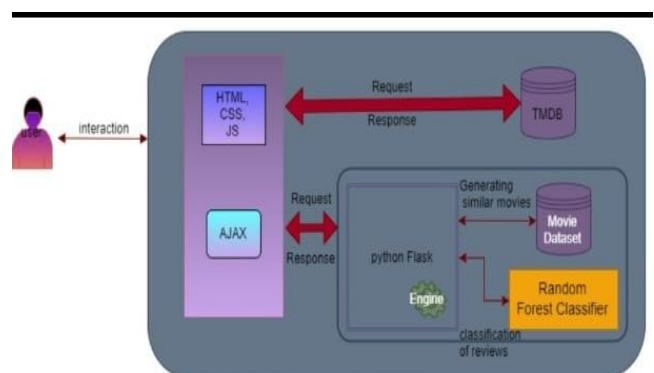 user
interaction
HTML,
CSS,
JS
AJAX
Request
Response
TMDB
Request
Response
python Flask
Engine
Generating
similar movies
Movie
Dataset
Random
Forest Classifier
classification
of reviews